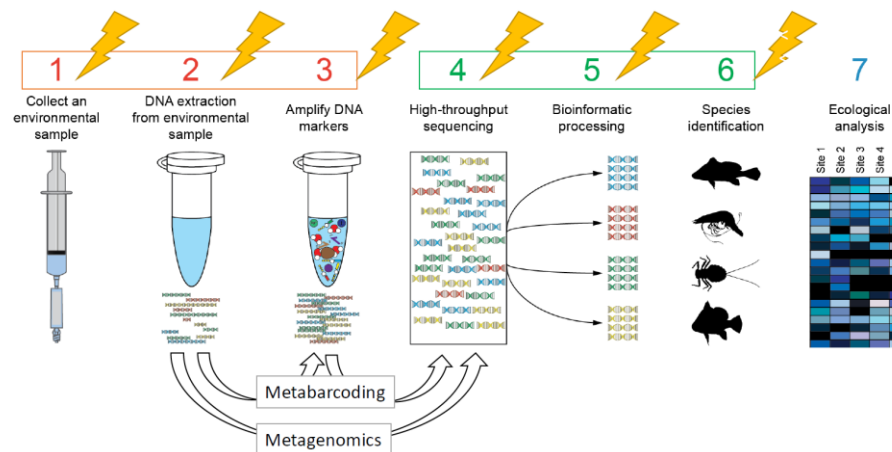 1
2
3
4
5
6
7
Collect an
environmental
sample
DNA extraction
from environmental
sample
Amplify DNA
markers
High-throughput
sequencing
Bioinformatic
processing
Species
identification
Ecological
analysis
Site 1
Site 2
Site 3
Site 4
Metabarcoding
Metagenomics